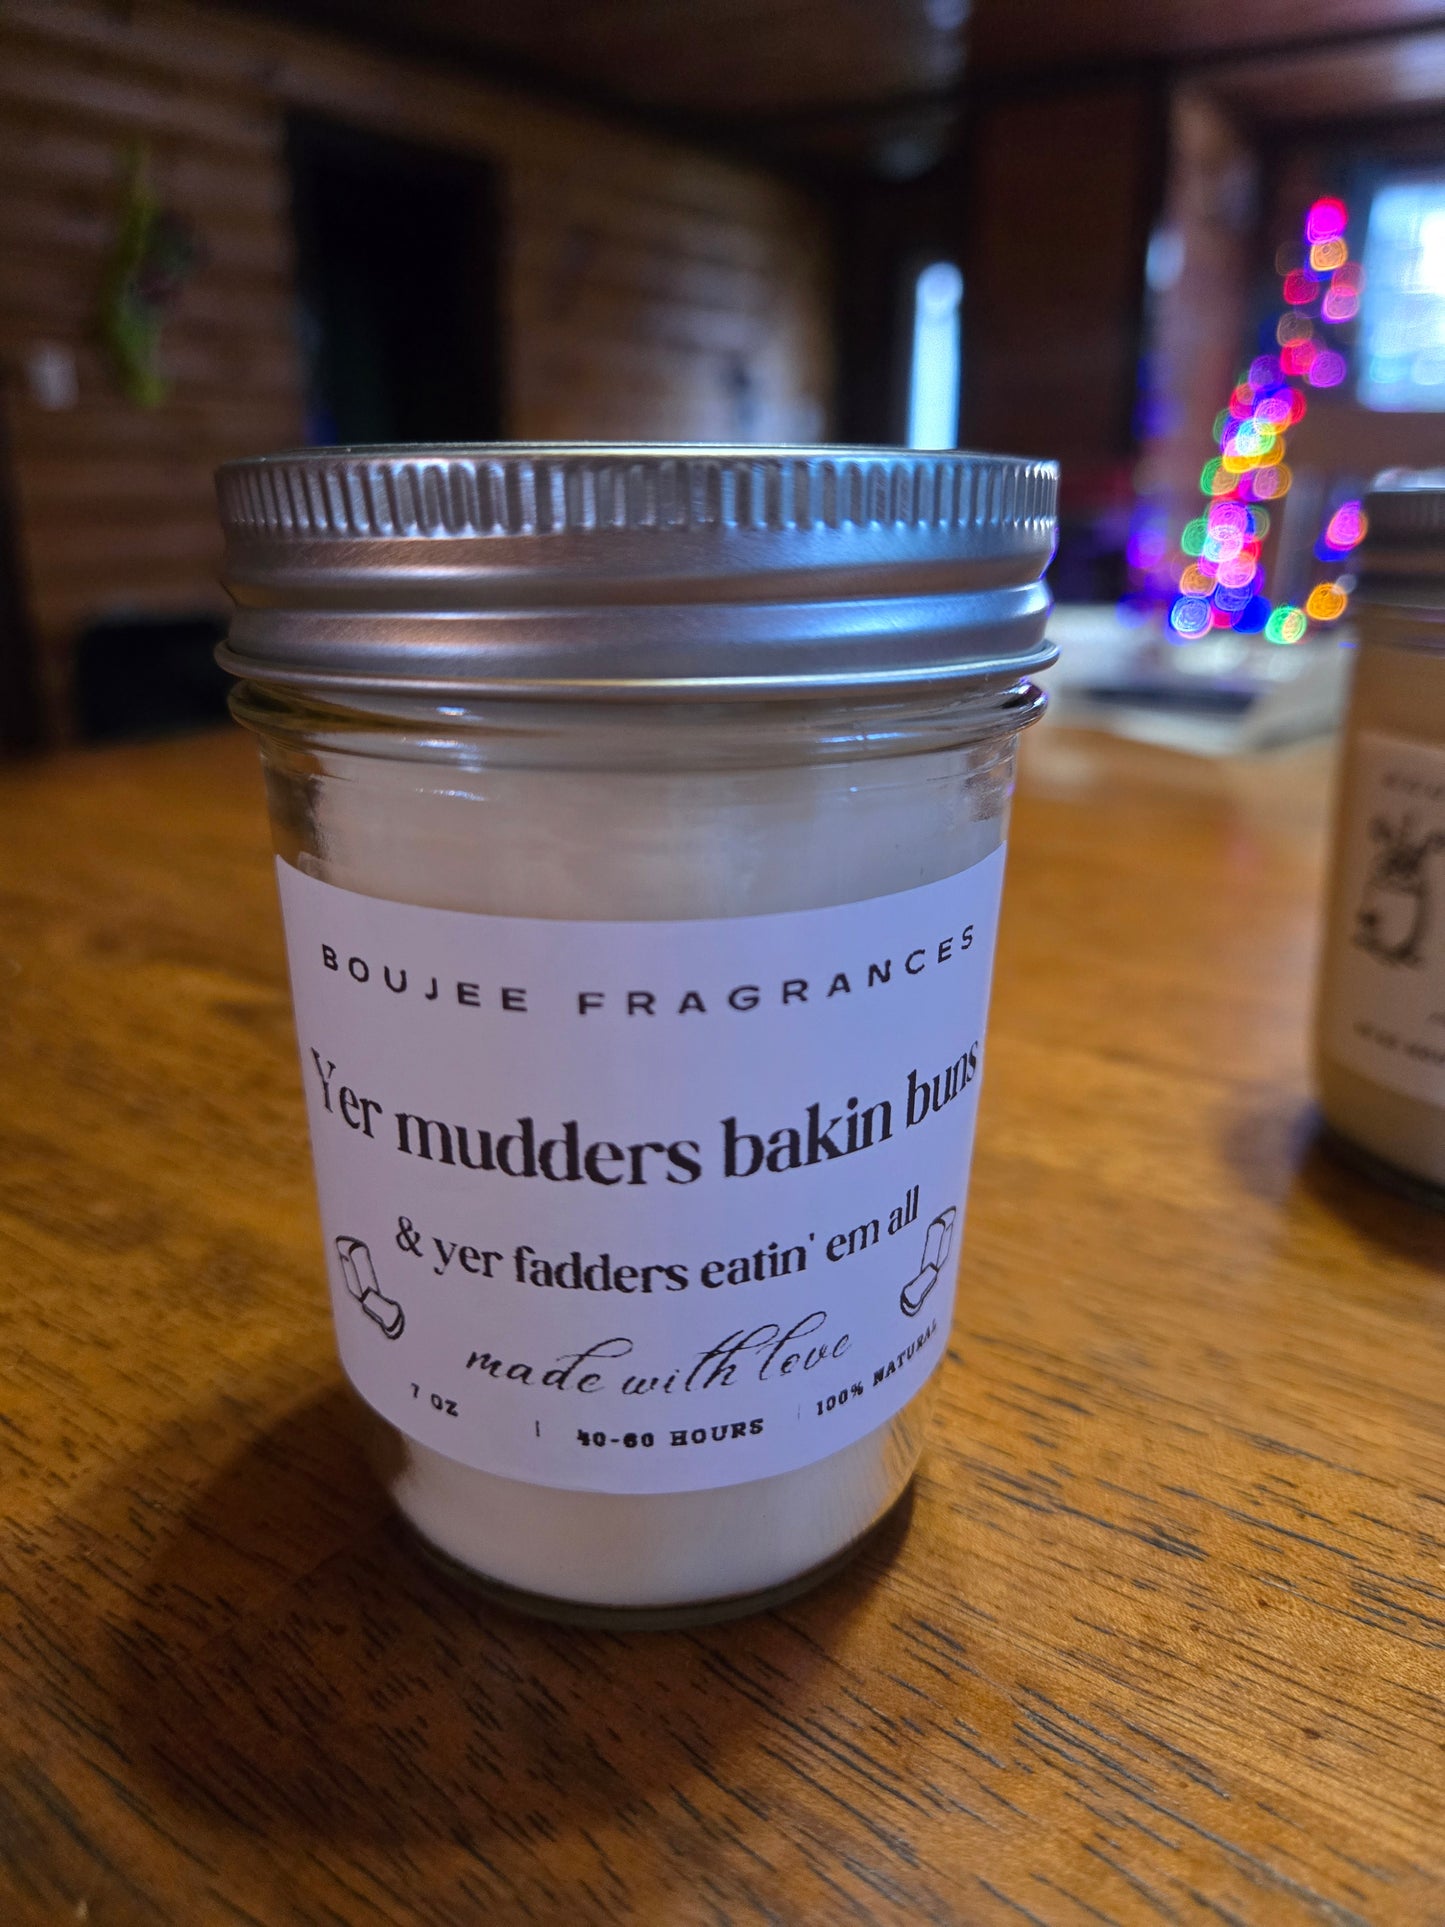 BOUJEE FRAGRANCES
Yer mudders bakin buns
& yer fadders eatin' em all
made with love
7 OZ | 40-60 HOURS | 100% NATURAL